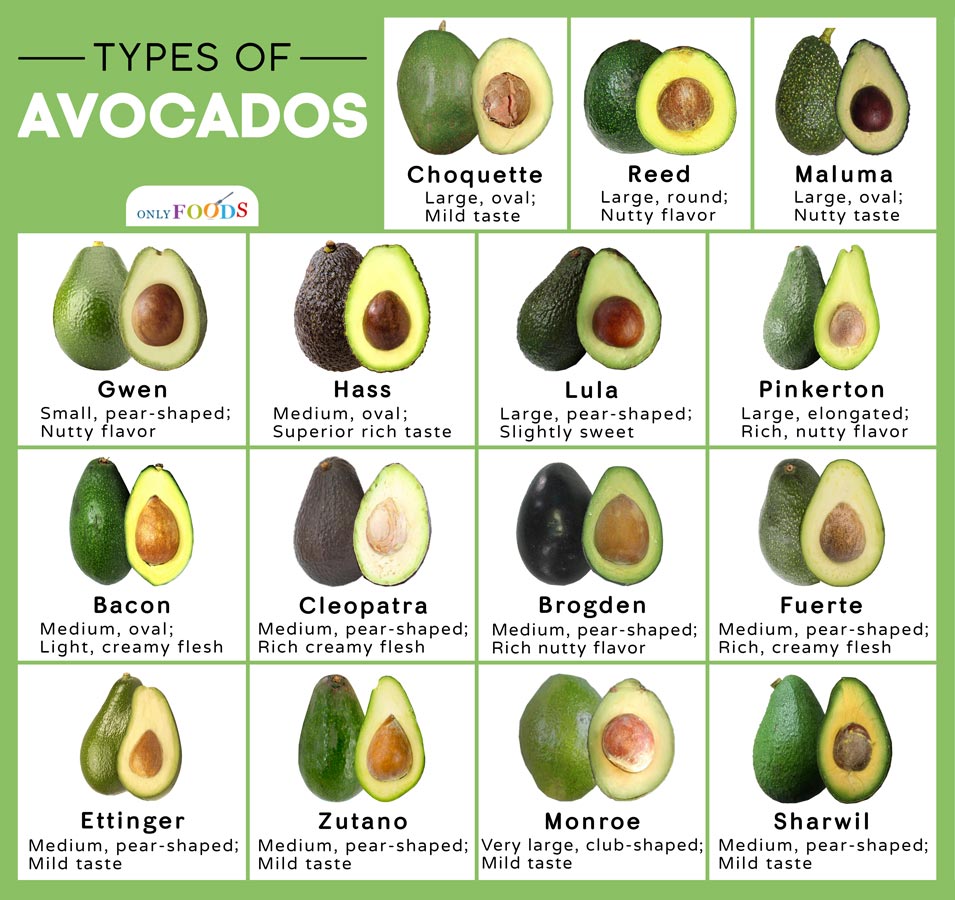 TYPES OF
AVOCADOS
ONLYFOODS
Choquette
Large, oval;
Mild taste
Reed
Large, round;
Nutty flavor
Maluma
Large, oval;
Nutty taste
Gwen
Small, pear-shaped;
Nutty flavor
Hass
Medium, oval;
Superior rich taste
Lula
Large, pear-shaped;
Slightly sweet
Pinkerton
Large, elongated;
Rich, nutty flavor
Bacon
Medium, oval;
Light, creamy flesh
Cleopatra
Medium, pear-shaped;
Rich creamy flesh
Brogden
Medium, pear-shaped;
Rich nutty flavor
Fuerte
Medium, pear-shaped;
Rich, creamy flesh
Ettinger
Medium, pear-shaped;
Mild taste
Zutano
Medium, pear-shaped;
Mild taste
Monroe
Very large, club-shaped;
Mild taste
Sharwil
Medium, pear-shaped;
Mild taste